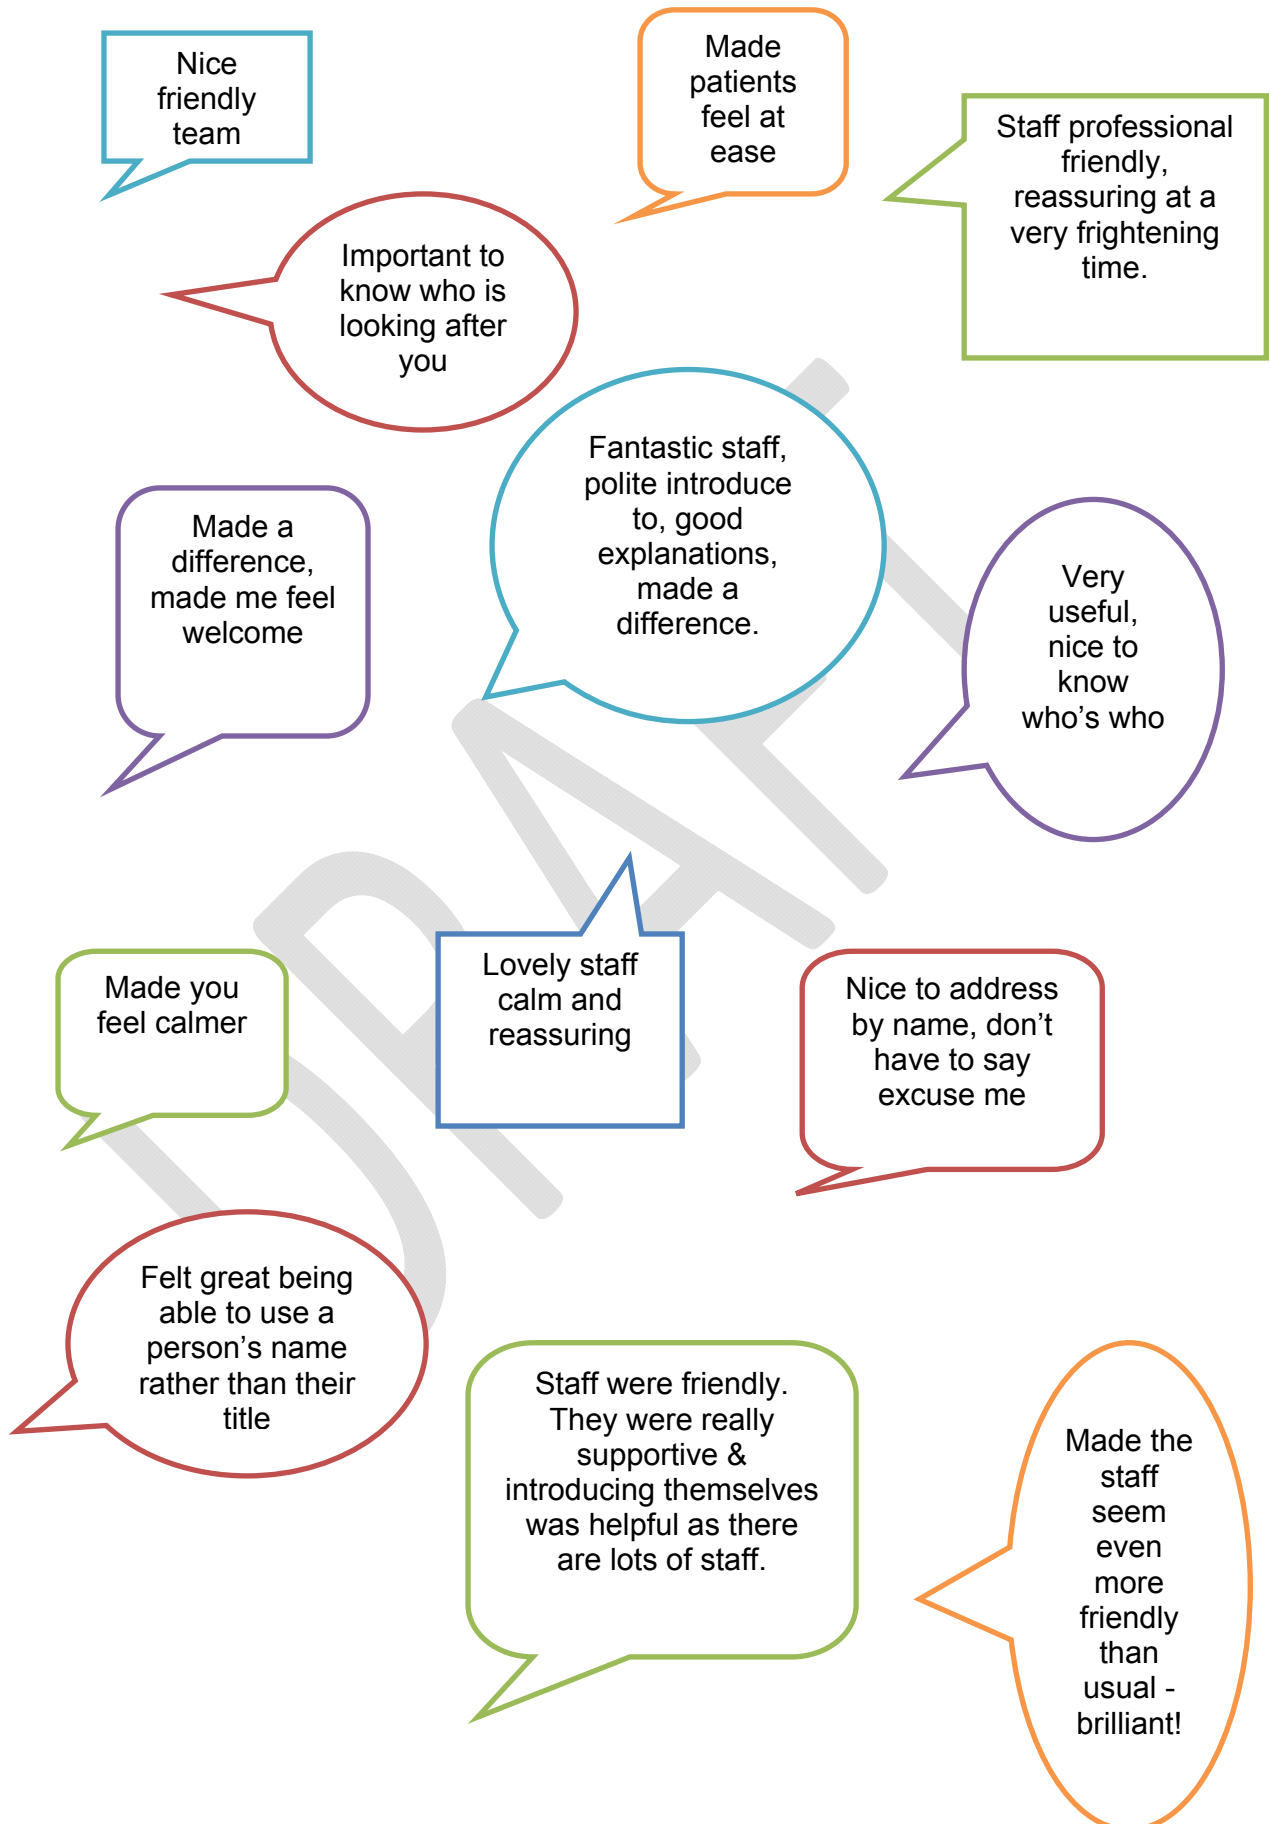 Nice
friendly
team
Made
patients
feel at
ease
Staff professional
friendly,
reassuring at a
very frightening
time.
Important to
know who is
looking after
you
Fantastic staff,
polite introduce
to, good
explanations,
made a
difference.
Made a
difference,
made me feel
welcome
Very
useful,
nice to
know
who’s who
Made you
feel calmer
Lovely staff
calm and
reassuring
Nice to address
by name, don’t
have to say
excuse me
Felt great being
able to use a
person’s name
rather than their
title
Staff were friendly.
They were really
supportive &
introducing themselves
was helpful as there
are lots of staff.
Made the
staff
seem
even
more
friendly
than
usual -
brilliant!
DRAFT